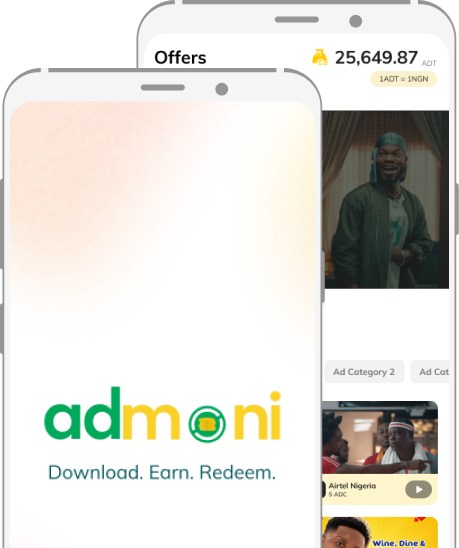 Offers
25,649.87 ADT
1ADT = 1NGN
admoni
Download. Earn. Redeem.
Ad Category 2
Ad Cat
Airtel Nigeria
5 ADC
Wine, Dine &